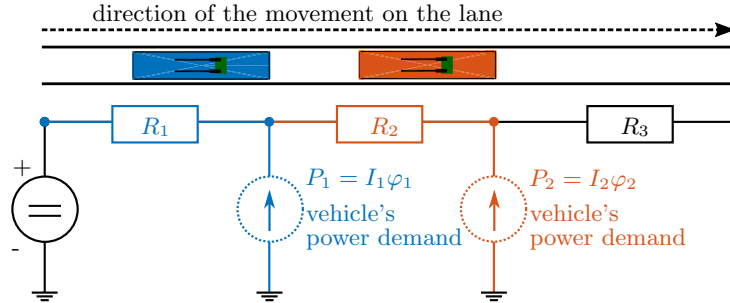 direction of the movement on the lane
R₁
R₂
R₃
+
-
P₁ = I₁φ₁
vehicle's
power demand
P₂ = I₂φ₂
vehicle's
power demand